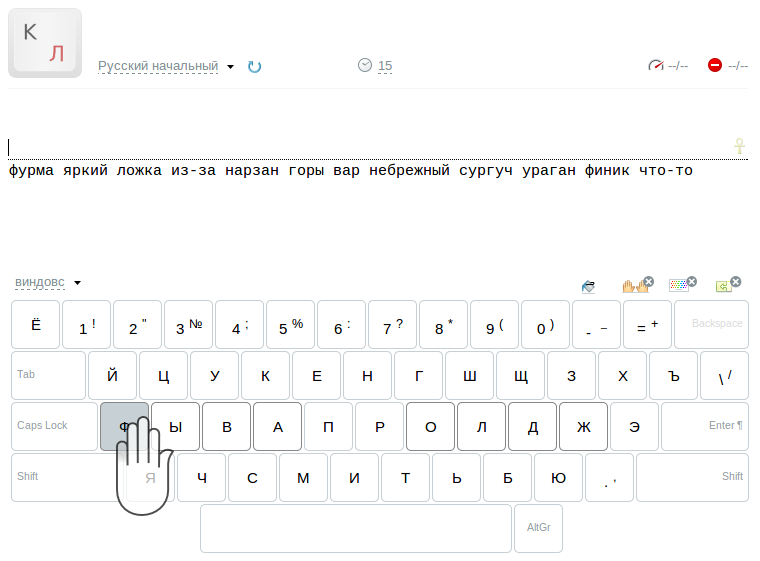 К
Л
Русский начальный
15
--/--
--/--
фурма яркий ложка из-за нарзан горы вар небрежный сургуч ураган финик что-то
виндовс
Ё 1 ! 2 " 3 № 4 ; 5 % 6 : 7 ? 8 * 9 ( 0 ) - _ = + Backspace
Tab Й Ц У К Е Н Г Ш Щ З Х Ъ \ /
Caps Lock Ф Ы В А П Р О Л Д Ж Э Enter ¶
Shift Я Ч С М И Т Ь Б Ю . , Shift
AltGr